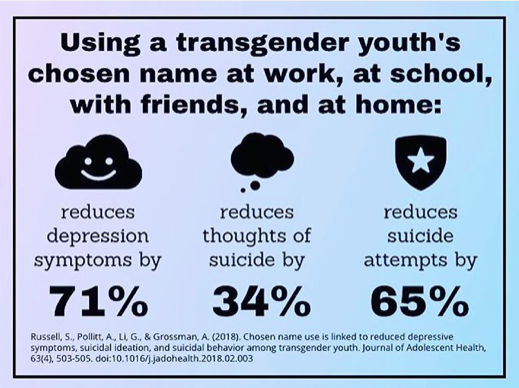 Using a transgender youth's
chosen name at work, at school,
with friends, and at home:
reduces
depression
symptoms by
71%
reduces
thoughts of
suicide by
34%
reduces
suicide
attempts by
65%
Russell, S., Pollitt, A., Li, G., & Grossman, A. (2018). Chosen name use is linked to reduced depressive
symptoms, suicidal ideation, and suicidal behavior among transgender youth. Journal of Adolescent Health,
63(4), 503-505. doi:10.1016/j.jadohealth.2018.02.003